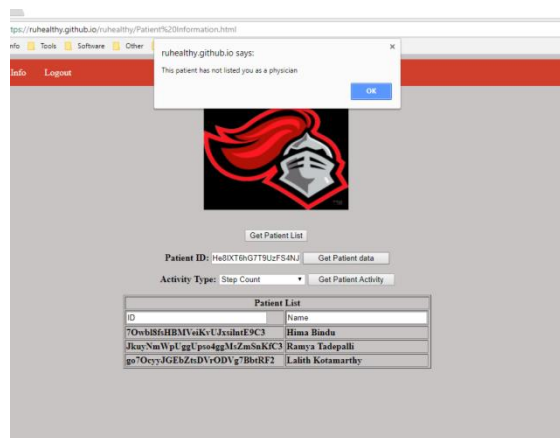 tps://ruhealthy.github.io/ruhealthy/Patient%20Information.html
nfo Tools Software Other
ruhealthy.github.io says:
This patient has not listed you as a physician
OK
Info Logout
Get Patient List
Patient ID: He8IXT6hG7T9UzFS4NJ Get Patient data
Activity Type: Step Count Get Patient Activity
Patient List
ID Name
7Owbl8fsHBMVeiKvUJxsilntE9C3 Hima Bindu
JkuyNmWpUggUpso4ggMsZmSnKfC3 Ramya Tadepalli
go7OcyyJGEbZtsDVrODVg7BbtRF2 Lalith Kotamarthy